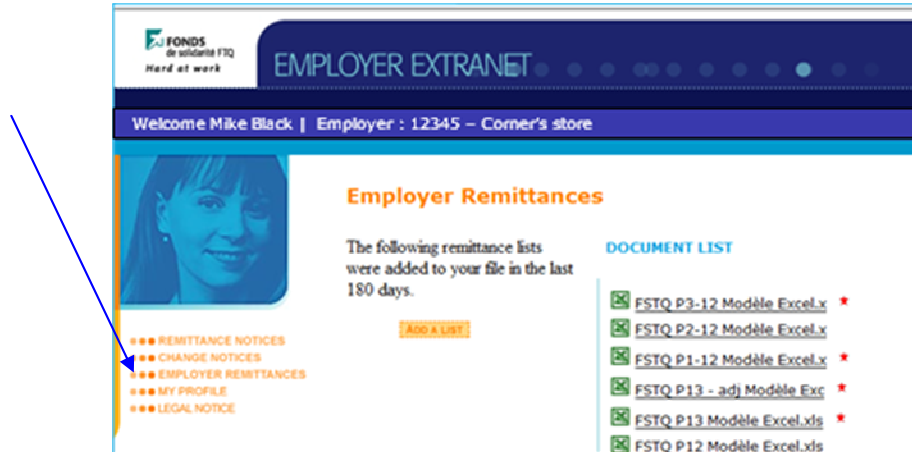 FONDS
de solidarité FTQ
Hard at work
EMPLOYER EXTRANET
Welcome Mike Black | Employer : 12345 – Corner's store
Employer Remittances
The following remittance lists
were added to your file in the last
180 days.
ADD A LIST
DOCUMENT LIST
FSTQ P3-12 Modèle Excel.x *
FSTQ P2-12 Modèle Excel.x
FSTQ P1-12 Modèle Excel.x *
FSTQ P13 - adj Modèle Exc *
FSTQ P13 Modèle Excel.xls *
FSTQ P12 Modèle Excel.xls
REMITTANCE NOTICES
CHANGE NOTICES
EMPLOYER REMITTANCES
MY PROFILE
LEGAL NOTICE